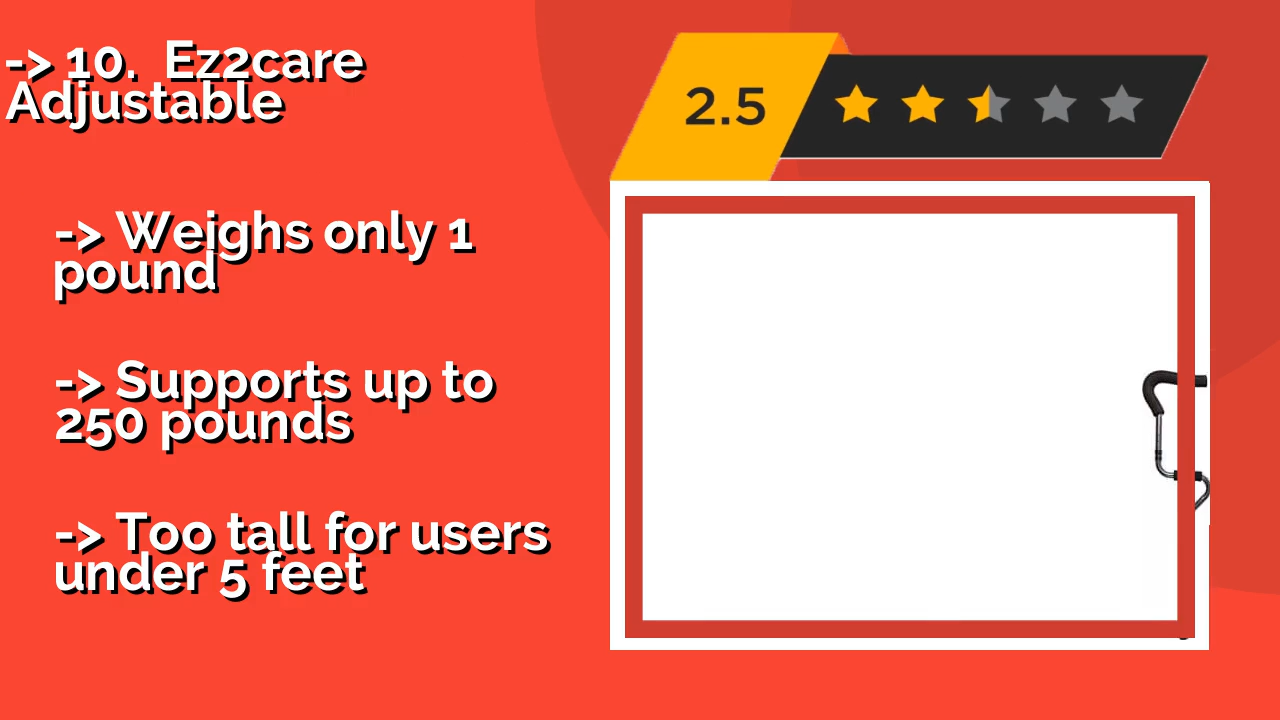 -> 10.  Ez2care
Adjustable
2.5
-> Weighs only 1
pound
-> Supports up to
250 pounds
-> Too tall for users
under 5 feet